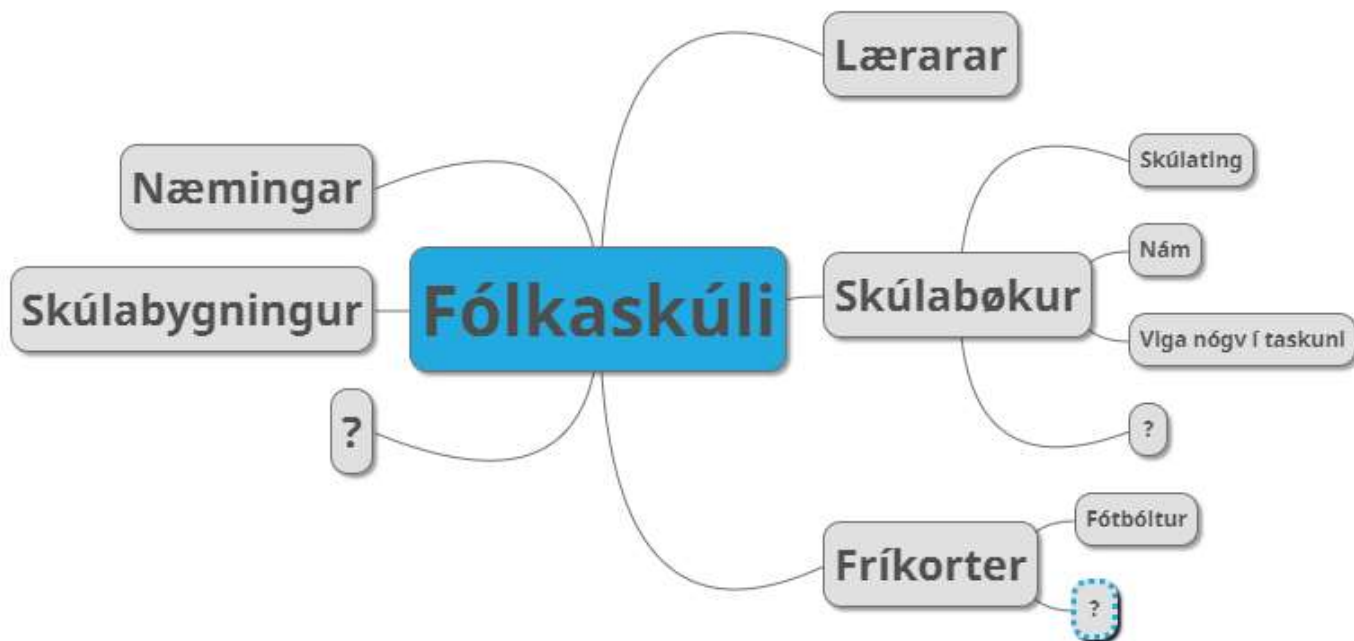 Lærarar
Skúlating
Næmingar
Nám
Skúlabygningur
Fólkaskúli
Skúlabøkur
Viga nógv í taskuni
?
?
Fótbóltur
Fríkorter
?